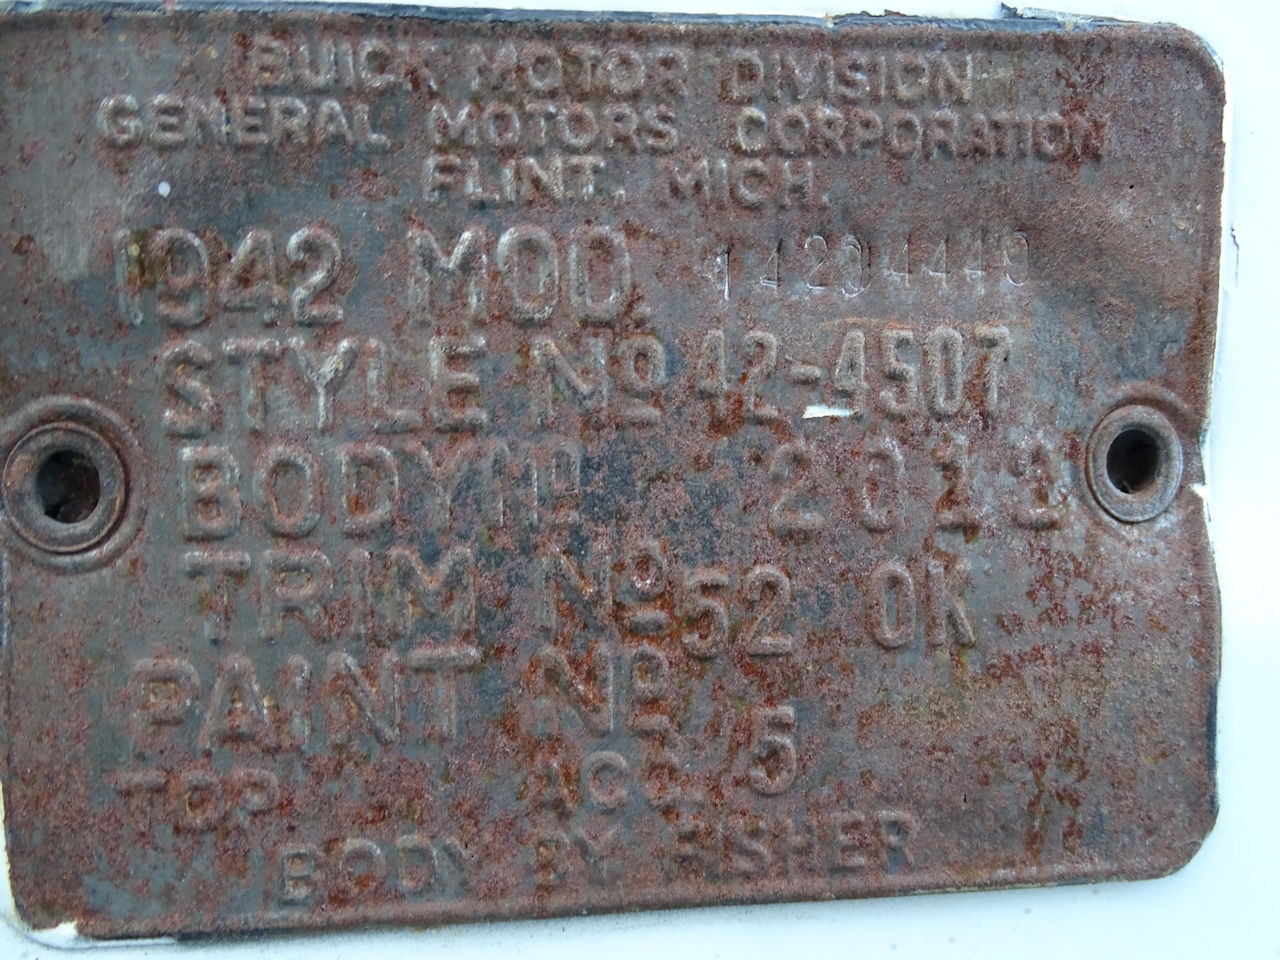 BUICK MOTOR DIVISION
GENERAL MOTORS CORPORATION
FLINT, MICH.
1942 MOD. 14204449
STYLE No 42-4507
BODY No 2011
TRIM No 52 OK
PAINT No 5
TOP ACC.
BODY BY FISHER